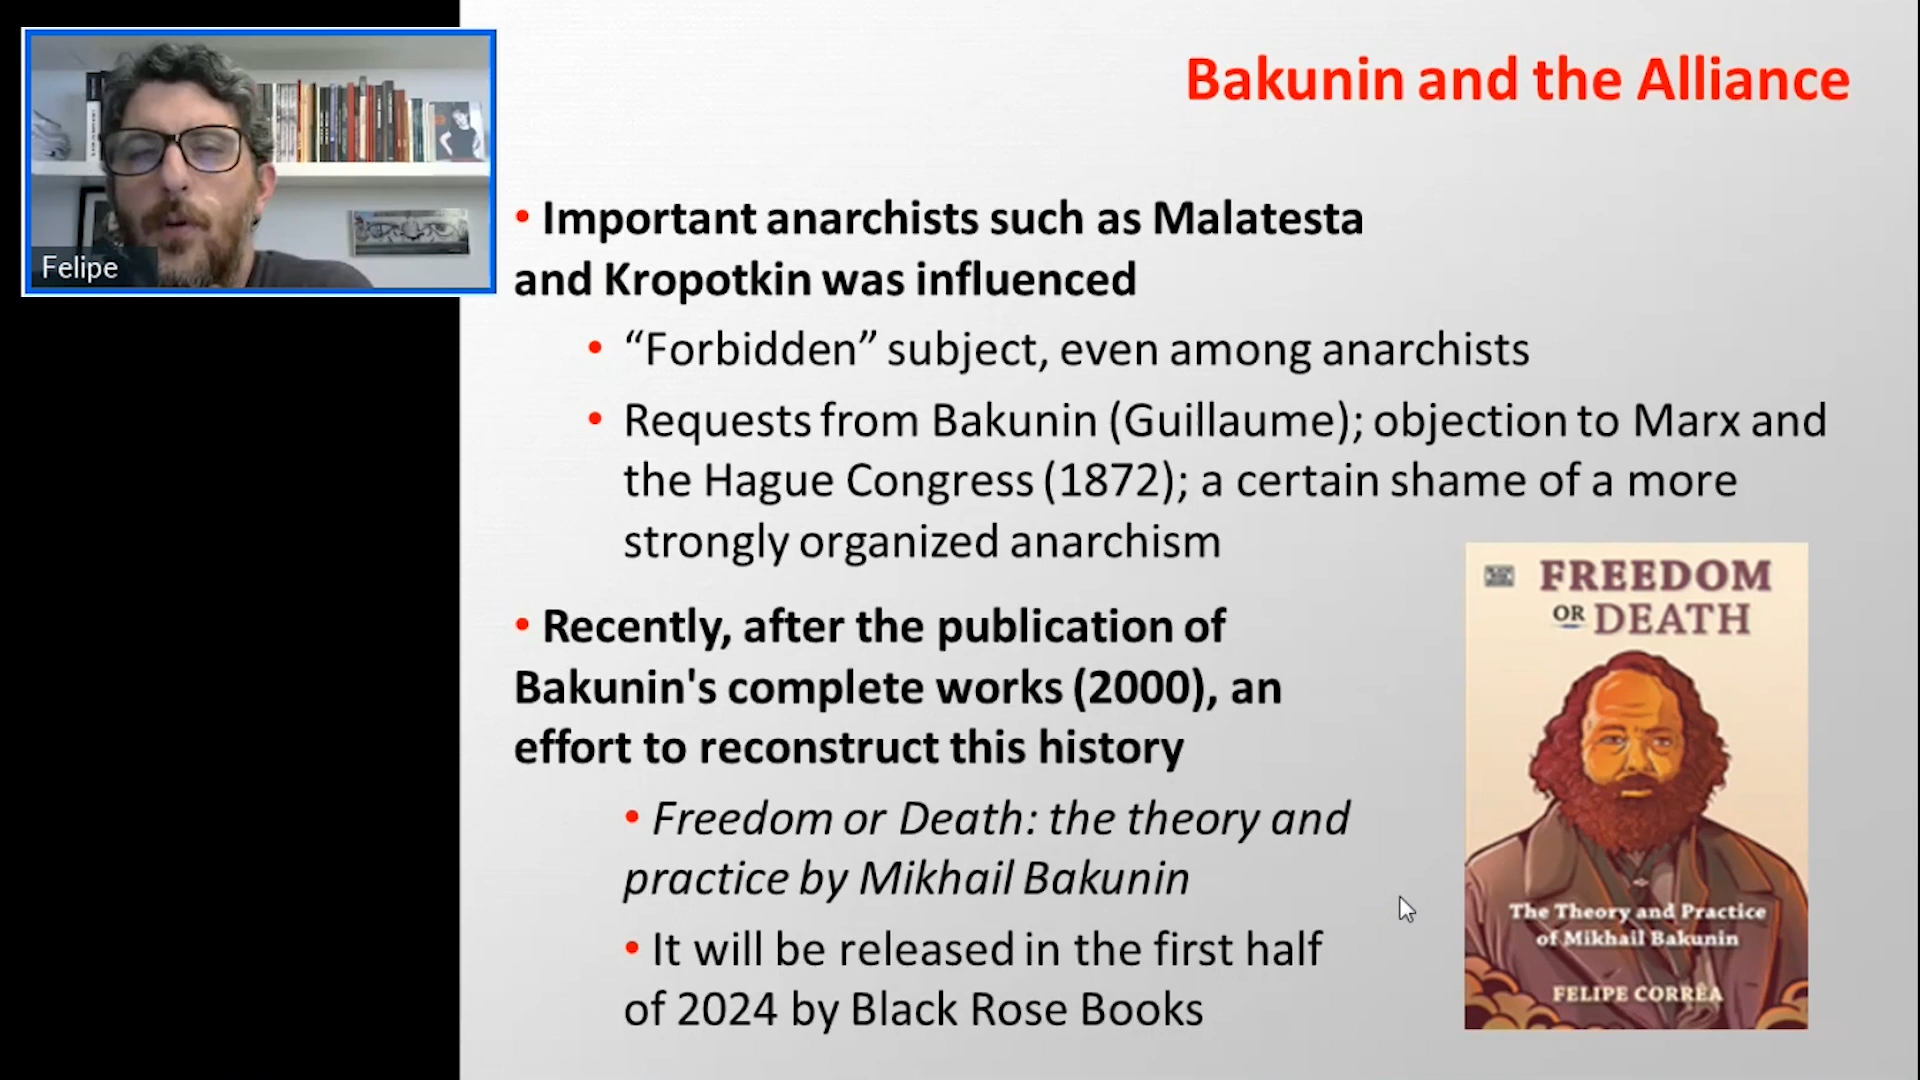 Felipe
Bakunin and the Alliance
• Important anarchists such as Malatesta
and Kropotkin was influenced
• “Forbidden” subject, even among anarchists
• Requests from Bakunin (Guillaume); objection to Marx and
the Hague Congress (1872); a certain shame of a more
strongly organized anarchism
• Recently, after the publication of
Bakunin's complete works (2000), an
effort to reconstruct this history
• Freedom or Death: the theory and
practice by Mikhail Bakunin
• It will be released in the first half
of 2024 by Black Rose Books
FREEDOM
OR DEATH
The Theory and Practice
of Mikhail Bakunin
FELIPE CORRÊA